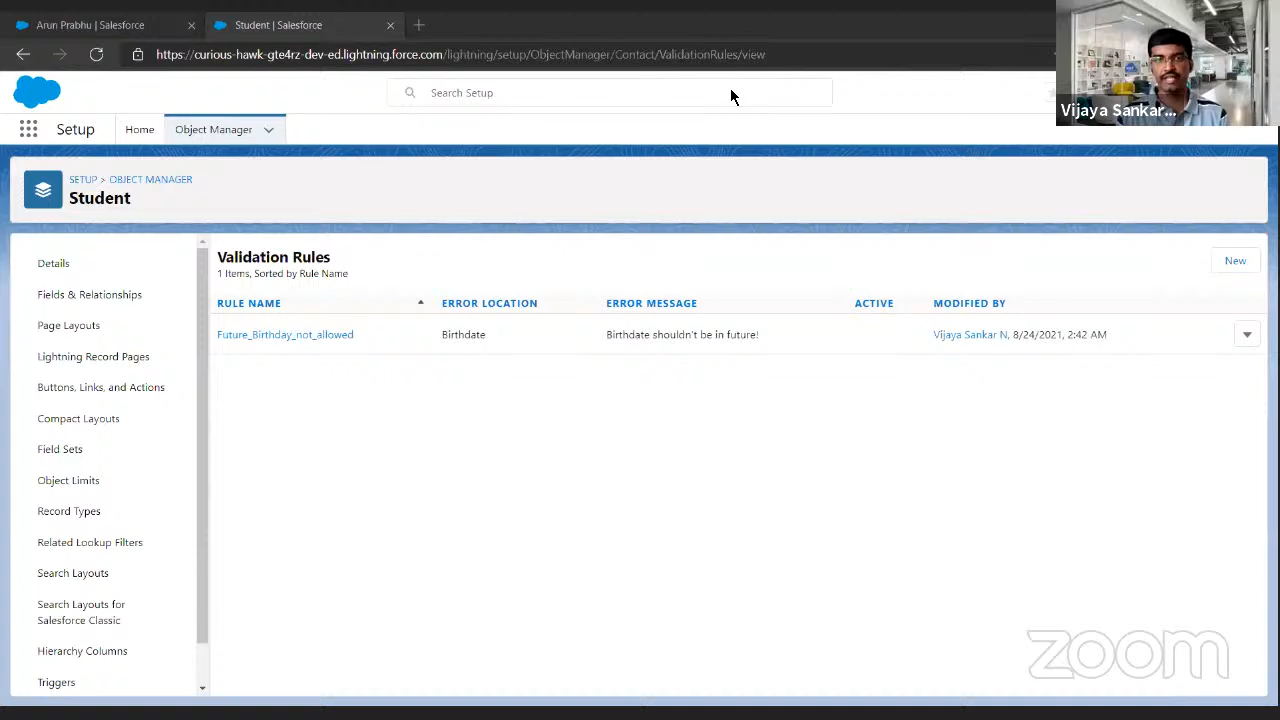 Arun Prabhu | Salesforce
Student | Salesforce
https://curious-hawk-gte4rz-dev-ed.lightning.force.com/lightning/setup/ObjectManager/Contact/ValidationRules/view
Vijaya Sankar...
Search Setup
Setup
Home
Object Manager
SETUP > OBJECT MANAGER
Student
Details
Fields & Relationships
Page Layouts
Lightning Record Pages
Buttons, Links, and Actions
Compact Layouts
Field Sets
Object Limits
Record Types
Related Lookup Filters
Search Layouts
Search Layouts for
Salesforce Classic
Hierarchy Columns
Triggers
Validation Rules
1 Items, Sorted by Rule Name
New
RULE NAME ERROR LOCATION ERROR MESSAGE ACTIVE MODIFIED BY
Future_Birthday_not_allowed Birthdate Birthdate shouldn't be in future! Vijaya Sankar N, 8/24/2021, 2:42 AM
zoom